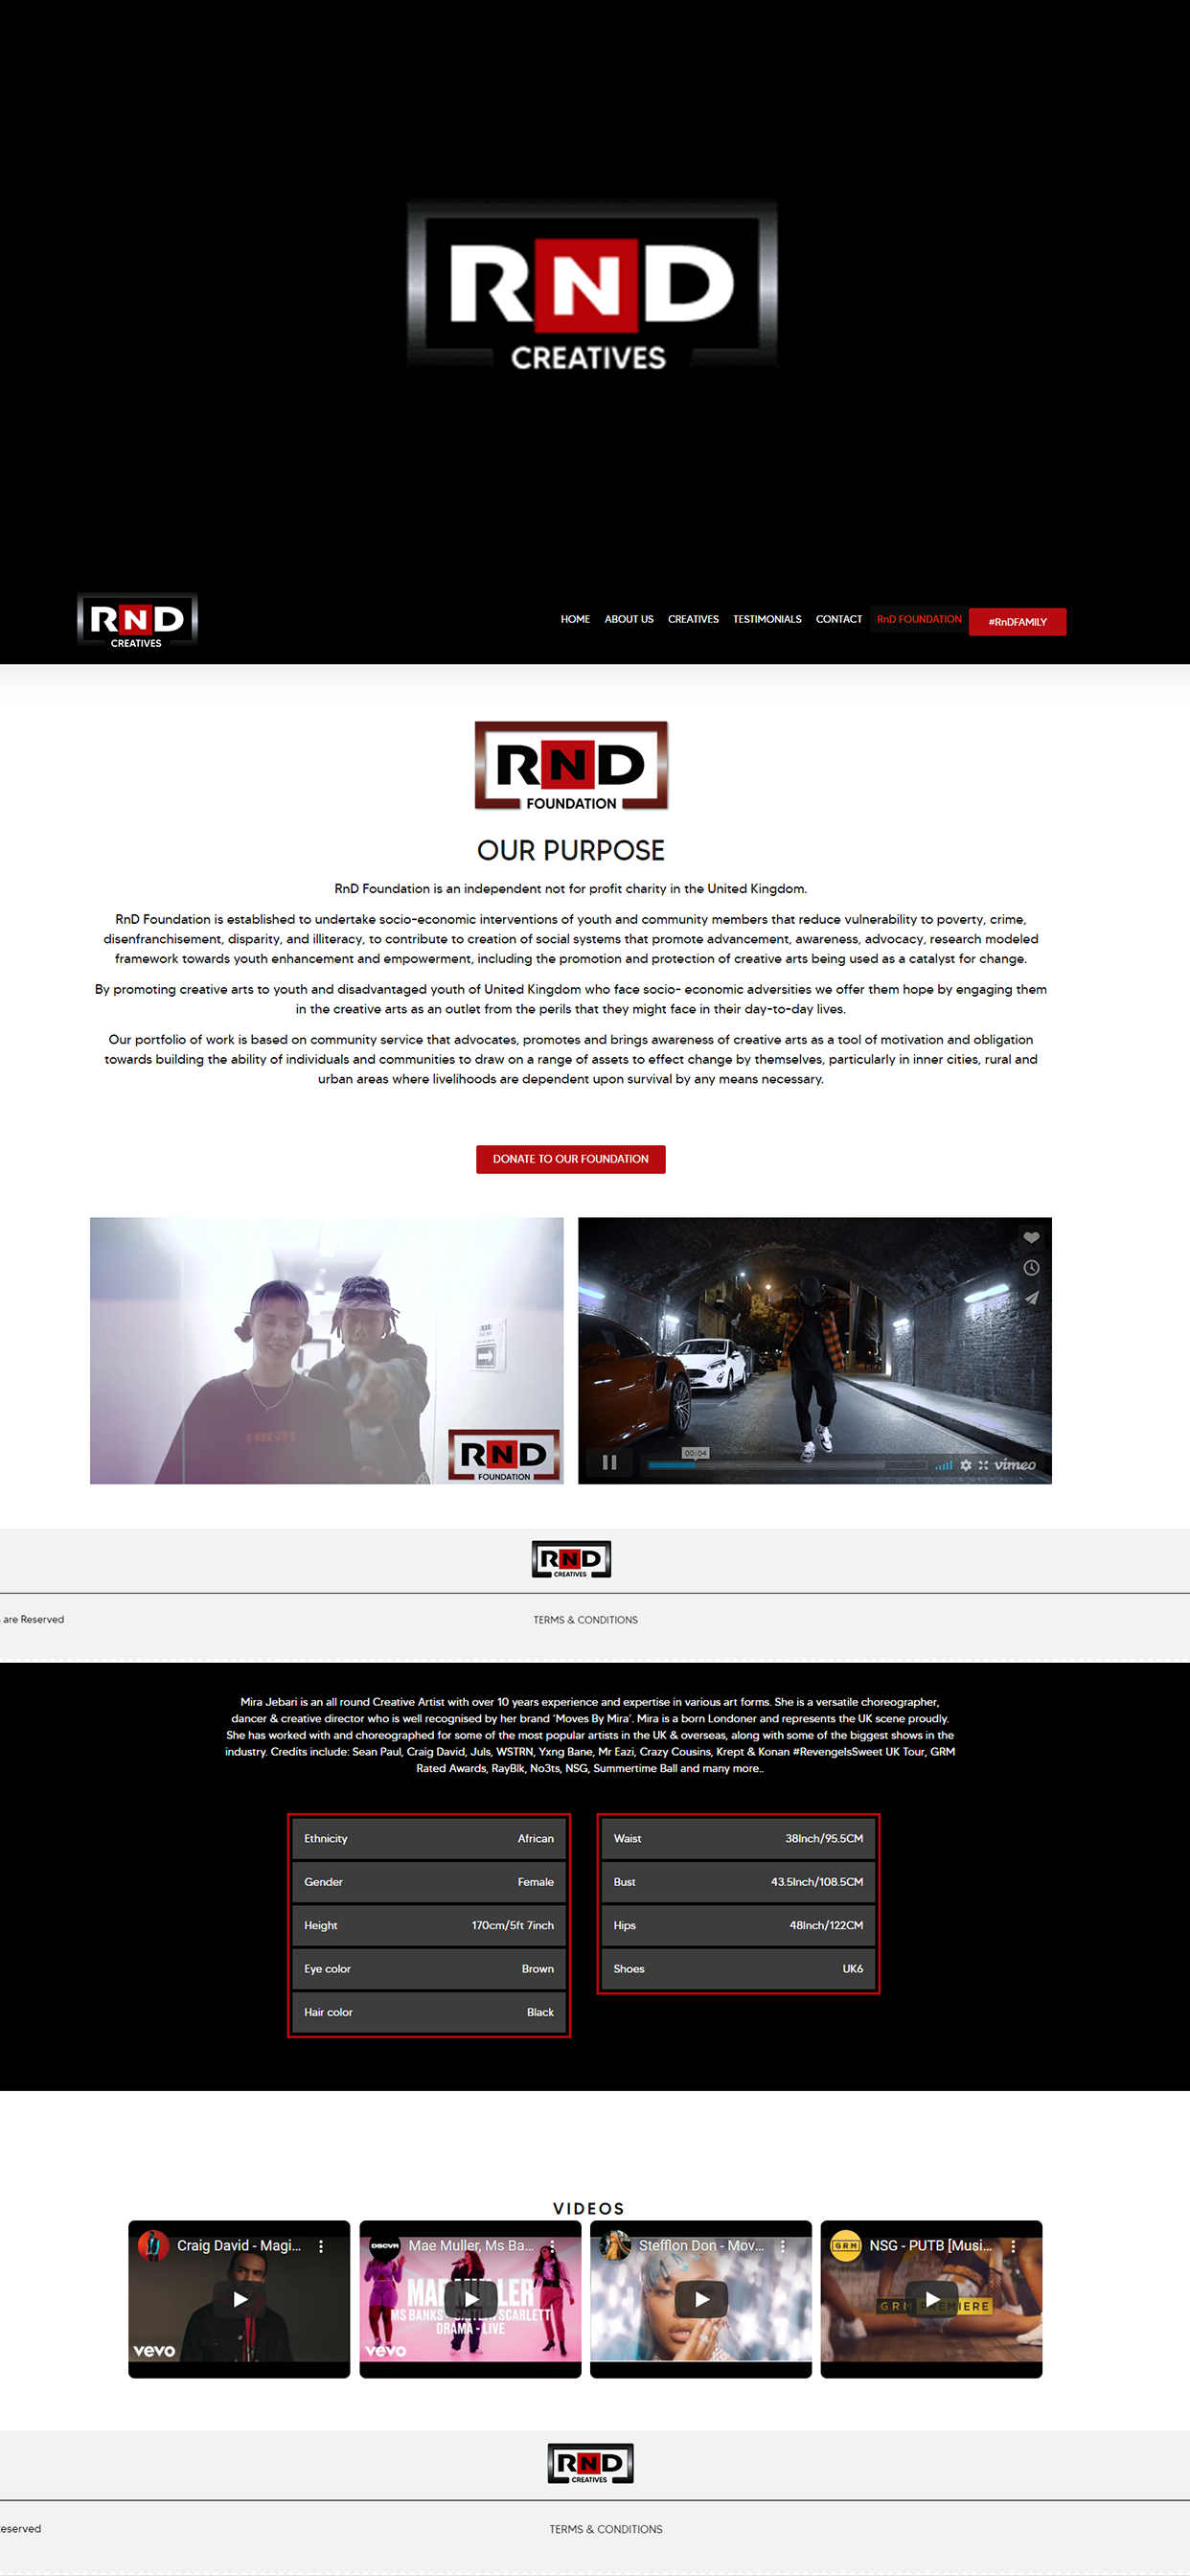 RND
CREATIVES
RND
CREATIVES
HOME ABOUT US CREATIVES TESTIMONIALS CONTACT RnD FOUNDATION #RnDFAMILY
RND
FOUNDATION
OUR PURPOSE
RnD Foundation is an independent not for profit charity in the United Kingdom.
RnD Foundation is established to undertake socio-economic interventions of youth and community members that reduce vulnerability to poverty, crime,
disenfranchisement, disparity, and illiteracy, to contribute to creation of social systems that promote advancement, awareness, advocacy, research modeled
framework towards youth enhancement and empowerment, including the promotion and protection of creative arts being used as a catalyst for change.
By promoting creative arts to youth and disadvantaged youth of United Kingdom who face socio- economic adversities we offer them hope by engaging them
in the creative arts as an outlet from the perils that they might face in their day-to-day lives.
Our portfolio of work is based on community service that advocates, promotes and brings awareness of creative arts as a tool of motivation and obligation
towards building the ability of individuals and communities to draw on a range of assets to effect change by themselves, particularly in inner cities, rural and
urban areas where livelihoods are dependent upon survival by any means necessary.
DONATE TO OUR FOUNDATION
RND
FOUNDATION
00:04
vimeo
RND
CREATIVES
are Reserved
TERMS & CONDITIONS
Mira Jebari is an all round Creative Artist with over 10 years experience and expertise in various art forms. She is a versatile choreographer,
dancer & creative director who is well recognised by her brand ‘Moves By Mira’. Mira is a born Londoner and represents the UK scene proudly.
She has worked with and choreographed for some of the most popular artists in the UK & overseas, along with some of the biggest shows in the
industry. Credits include: Sean Paul, Craig David, Juls, WSTRN, Yxng Bane, Mr Eazi, Crazy Cousins, Krept & Konan #RevengeIsSweet UK Tour, GRM
Rated Awards, RayBlk, No3ts, NSG, Summertime Ball and many more..
Ethnicity African
Gender Female
Height 170cm/5ft 7inch
Eye color Brown
Hair color Black
Waist 38Inch/95.5CM
Bust 43.5Inch/108.5CM
Hips 48Inch/122CM
Shoes UK6
VIDEOS
Craig David - Magi...
vevo
DSCVR
Mae Muller, Ms Ba...
MS BANKS
SCARLETT
DRAMA - LIVE
vevo
Stefflon Don - Mov...
GRM
NSG - PUTB [Musi...
GRM PREMIERE
RND
CREATIVES
eserved
TERMS & CONDITIONS